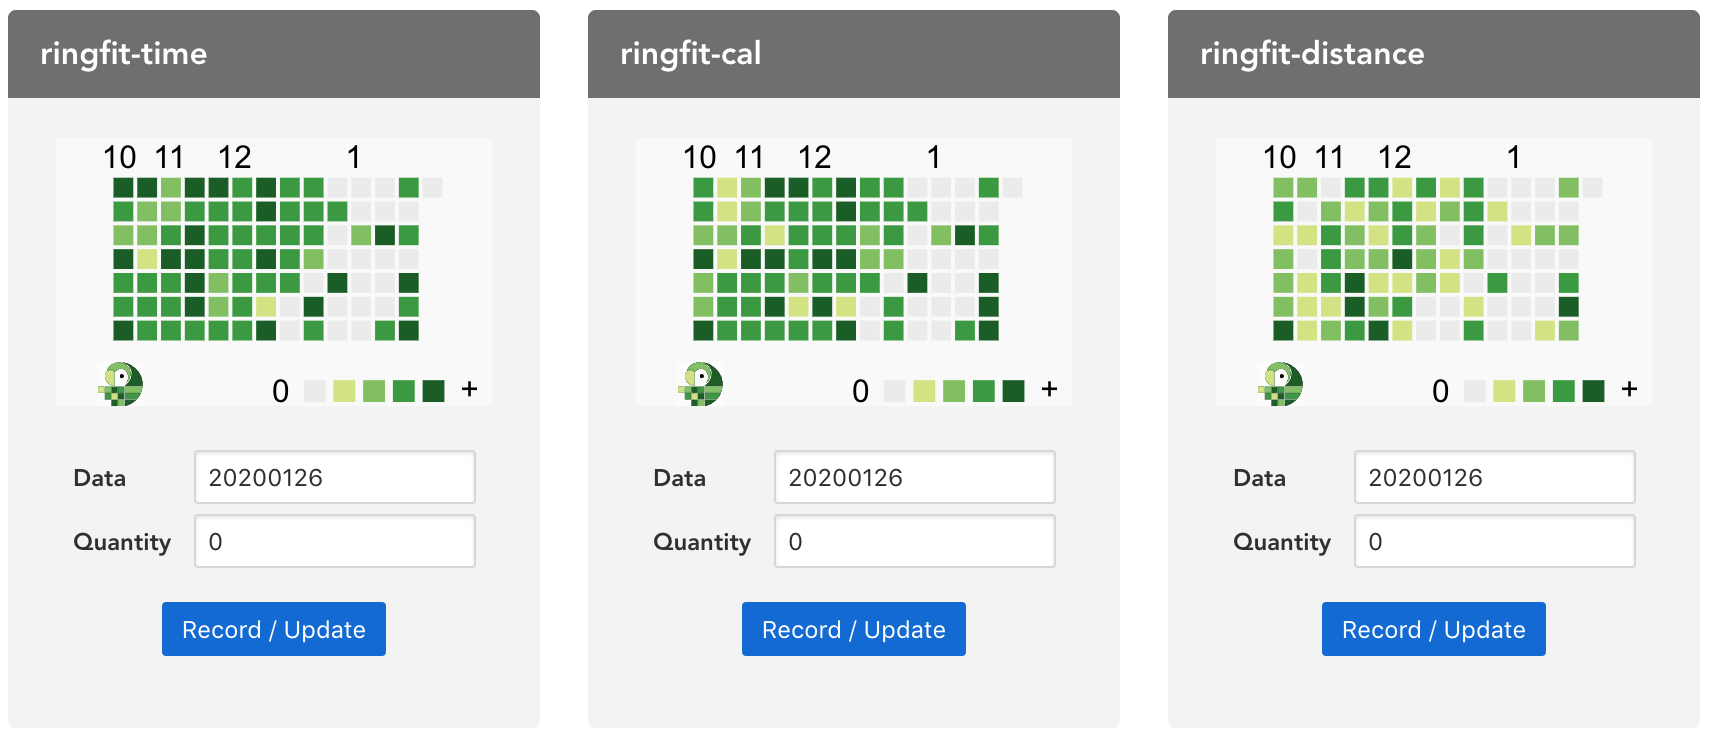 ringfit-time
10 11 12 1
0 +
Data 20200126
Quantity 0
Record / Update
ringfit-cal
10 11 12 1
0 +
Data 20200126
Quantity 0
Record / Update
ringfit-distance
10 11 12 1
0 +
Data 20200126
Quantity 0
Record / Update